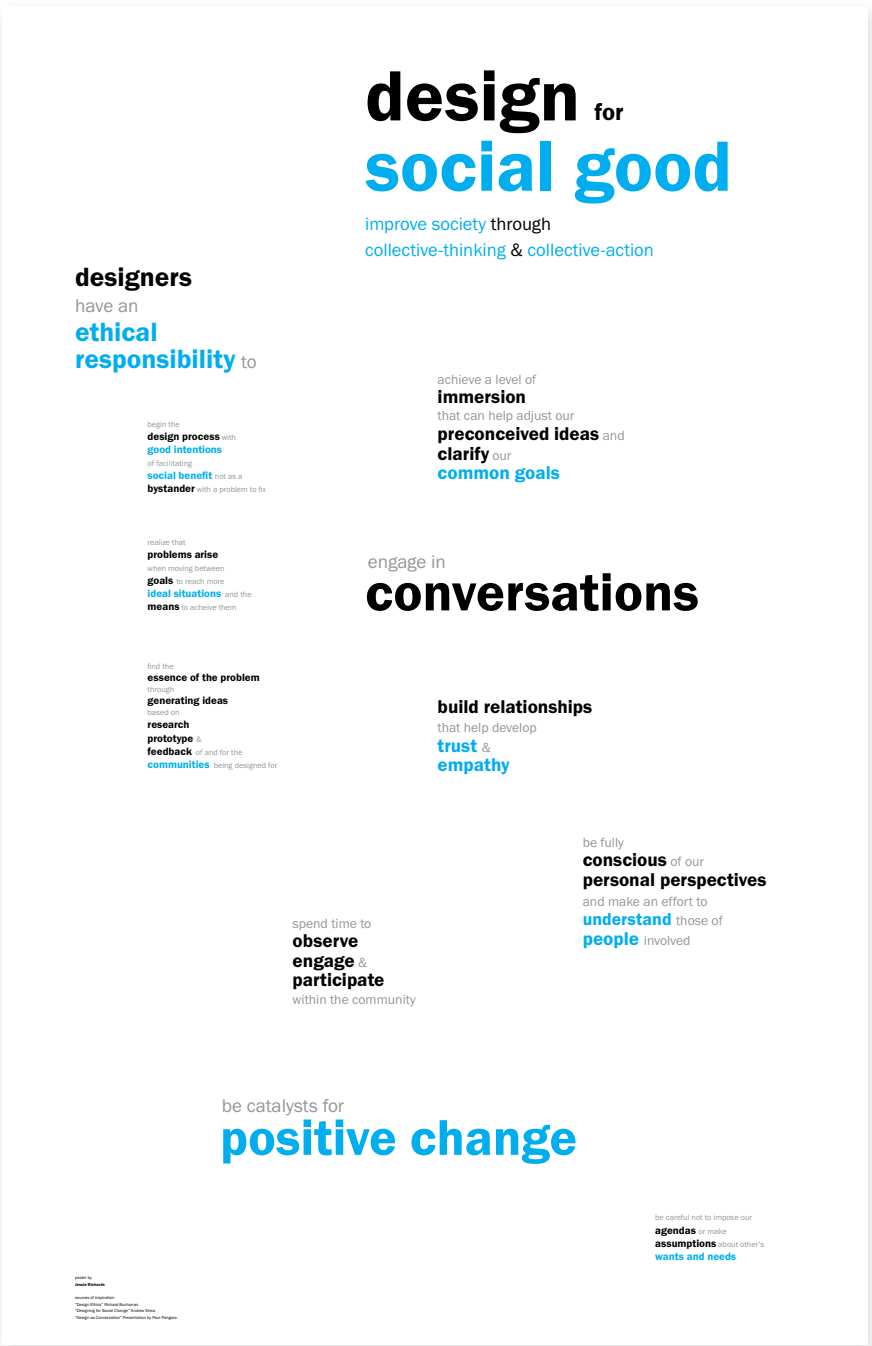 design for
social good
improve society through
collective-thinking & collective-action
designers
have an
ethical
responsibility to
begin the
design process with
good intentions
of facilitating
social benefit not as a
bystander with a problem to fix
realize that
problems arise
when moving between
goals to reach more
ideal situations and the
means to acheive them
find the
essence of the problem
through
generating ideas
based on
research
prototype &
feedback of and for the
communities being designed for
achieve a level of
immersion
that can help adjust our
preconceived ideas and
clarify our
common goals
engage in
conversations
build relationships
that help develop
trust &
empathy
be fully
conscious of our
personal perspectives
and make an effort to
understand those of
people involved
spend time to
observe
engage &
participate
within the community
be catalysts for
positive change
be careful not to impose our
agendas or make
assumptions about other's
wants and needs
poster by
Jessie Richards
sources of inspiration
"Design Ethics" Richard Buchanan.
"Designing for Social Change" Andrew Shea.
"Design as Conversation" Presentation by Paul Pangaro.